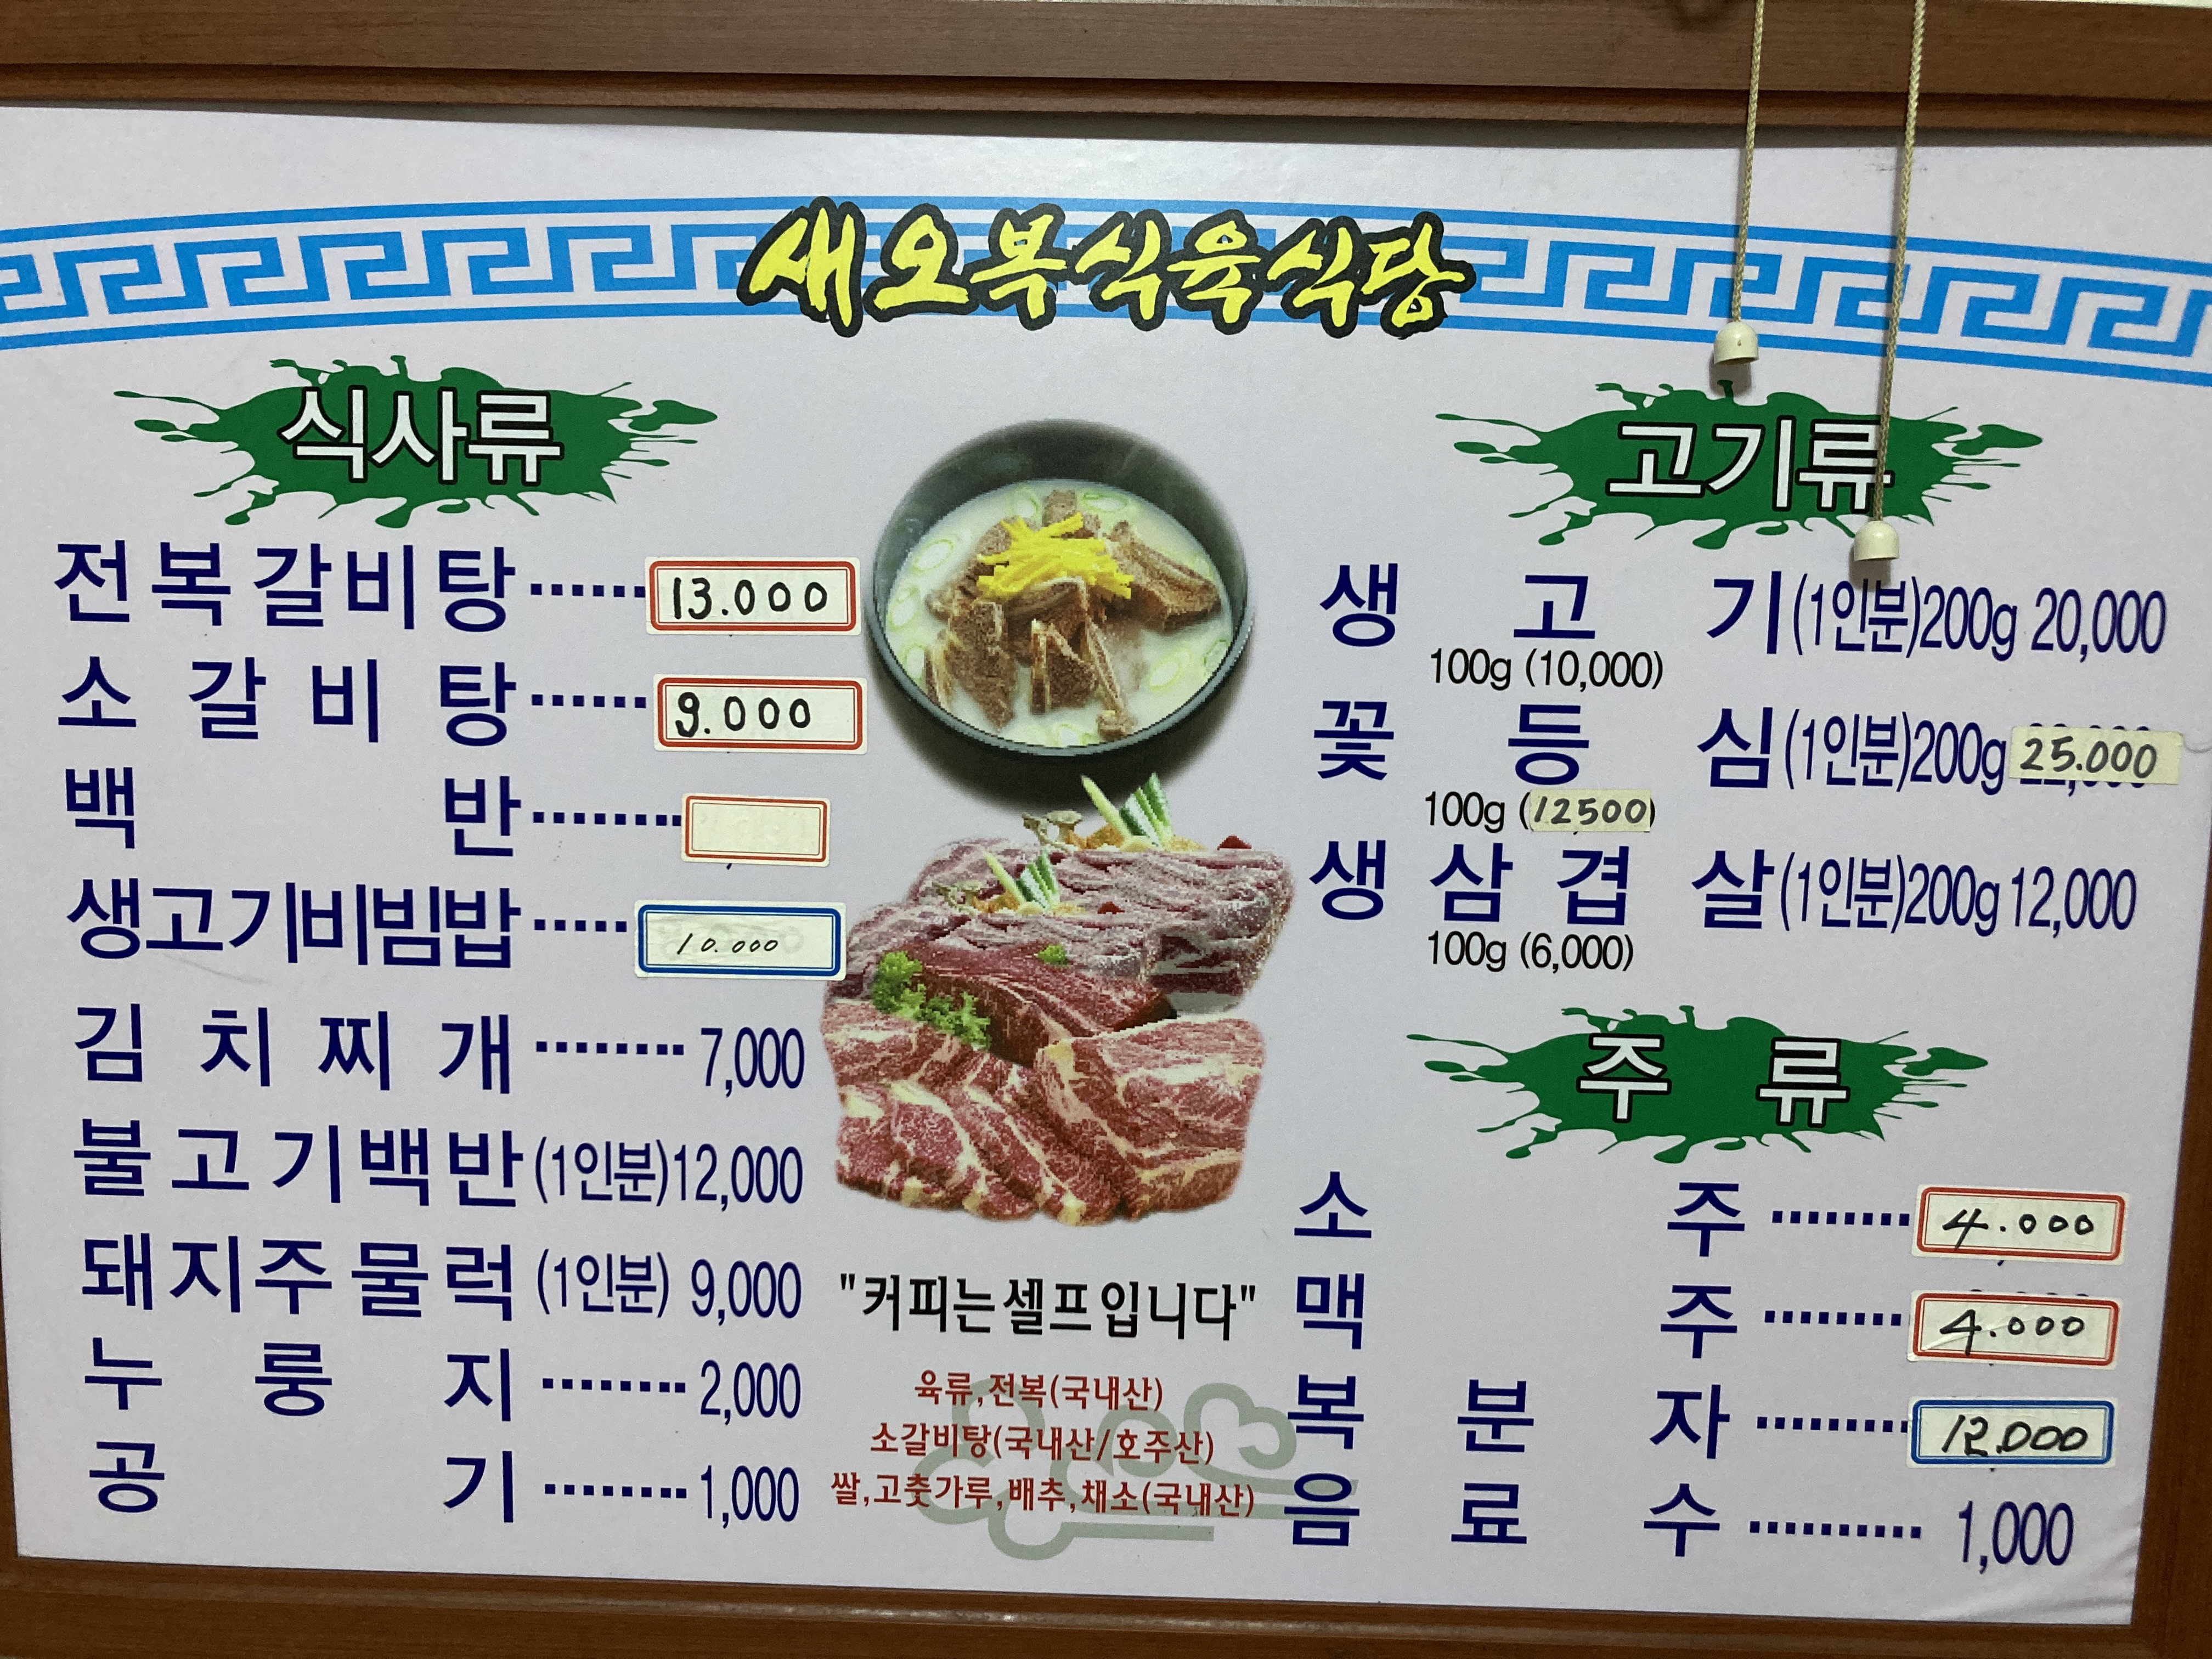 새오복식육식당
식사류
전복갈비탕······ 13.000
소갈비탕······ 9.000
백반········
생고기비빔밥····· 10.000
김치찌개········ 7,000
불고기백반(1인분)12,000
돼지주물럭(1인분) 9,000
누룽지········ 2,000
공기········ 1,000
"커피는 셀프입니다"
육류,전복(국내산)
소갈비탕(국내산/호주산)
쌀,고춧가루,배추,채소(국내산)
고기류
생고기(1인분)200g 20,000
100g (10,000)
꽃등심(1인분)200g 25.000
100g (12500)
생삼겹살(1인분)200g 12,000
100g (6,000)
주류
소주········ 4.000
맥주········ 4.000
복분자········· 12.000
음료수·········· 1,000